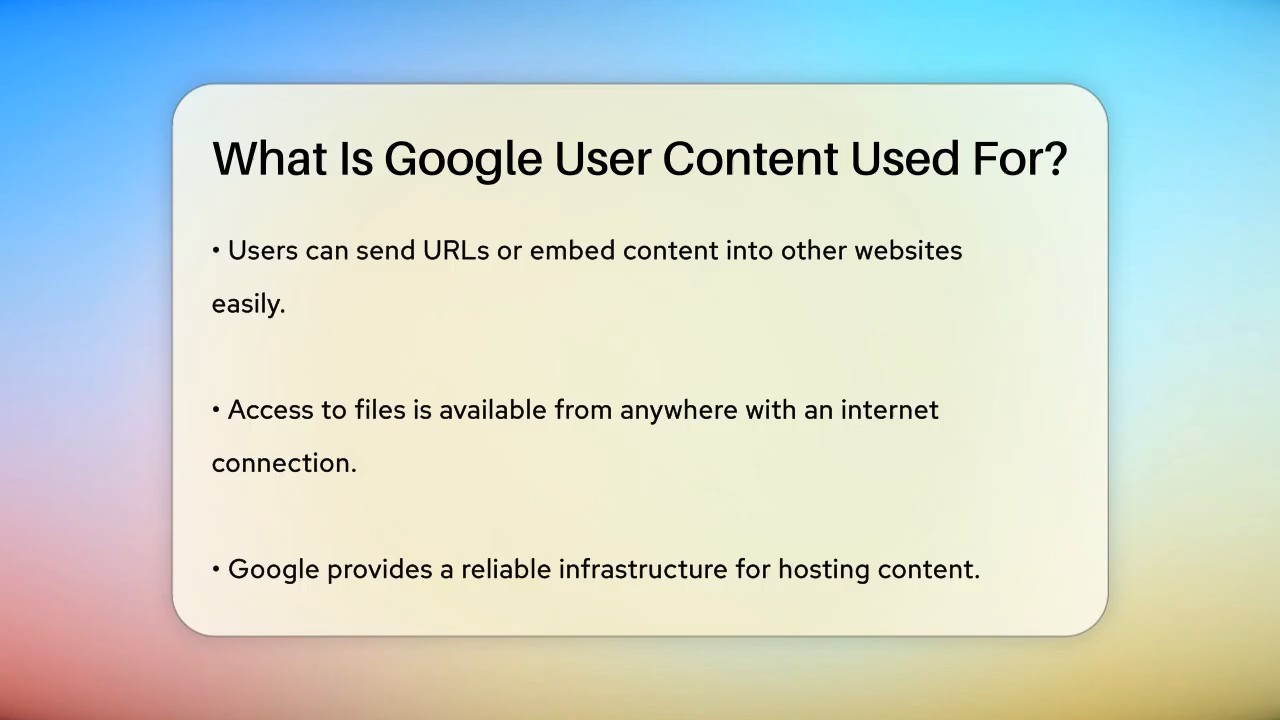 What Is Google User Content Used For?
• Users can send URLs or embed content into other websites
easily.
• Access to files is available from anywhere with an internet
connection.
• Google provides a reliable infrastructure for hosting content.